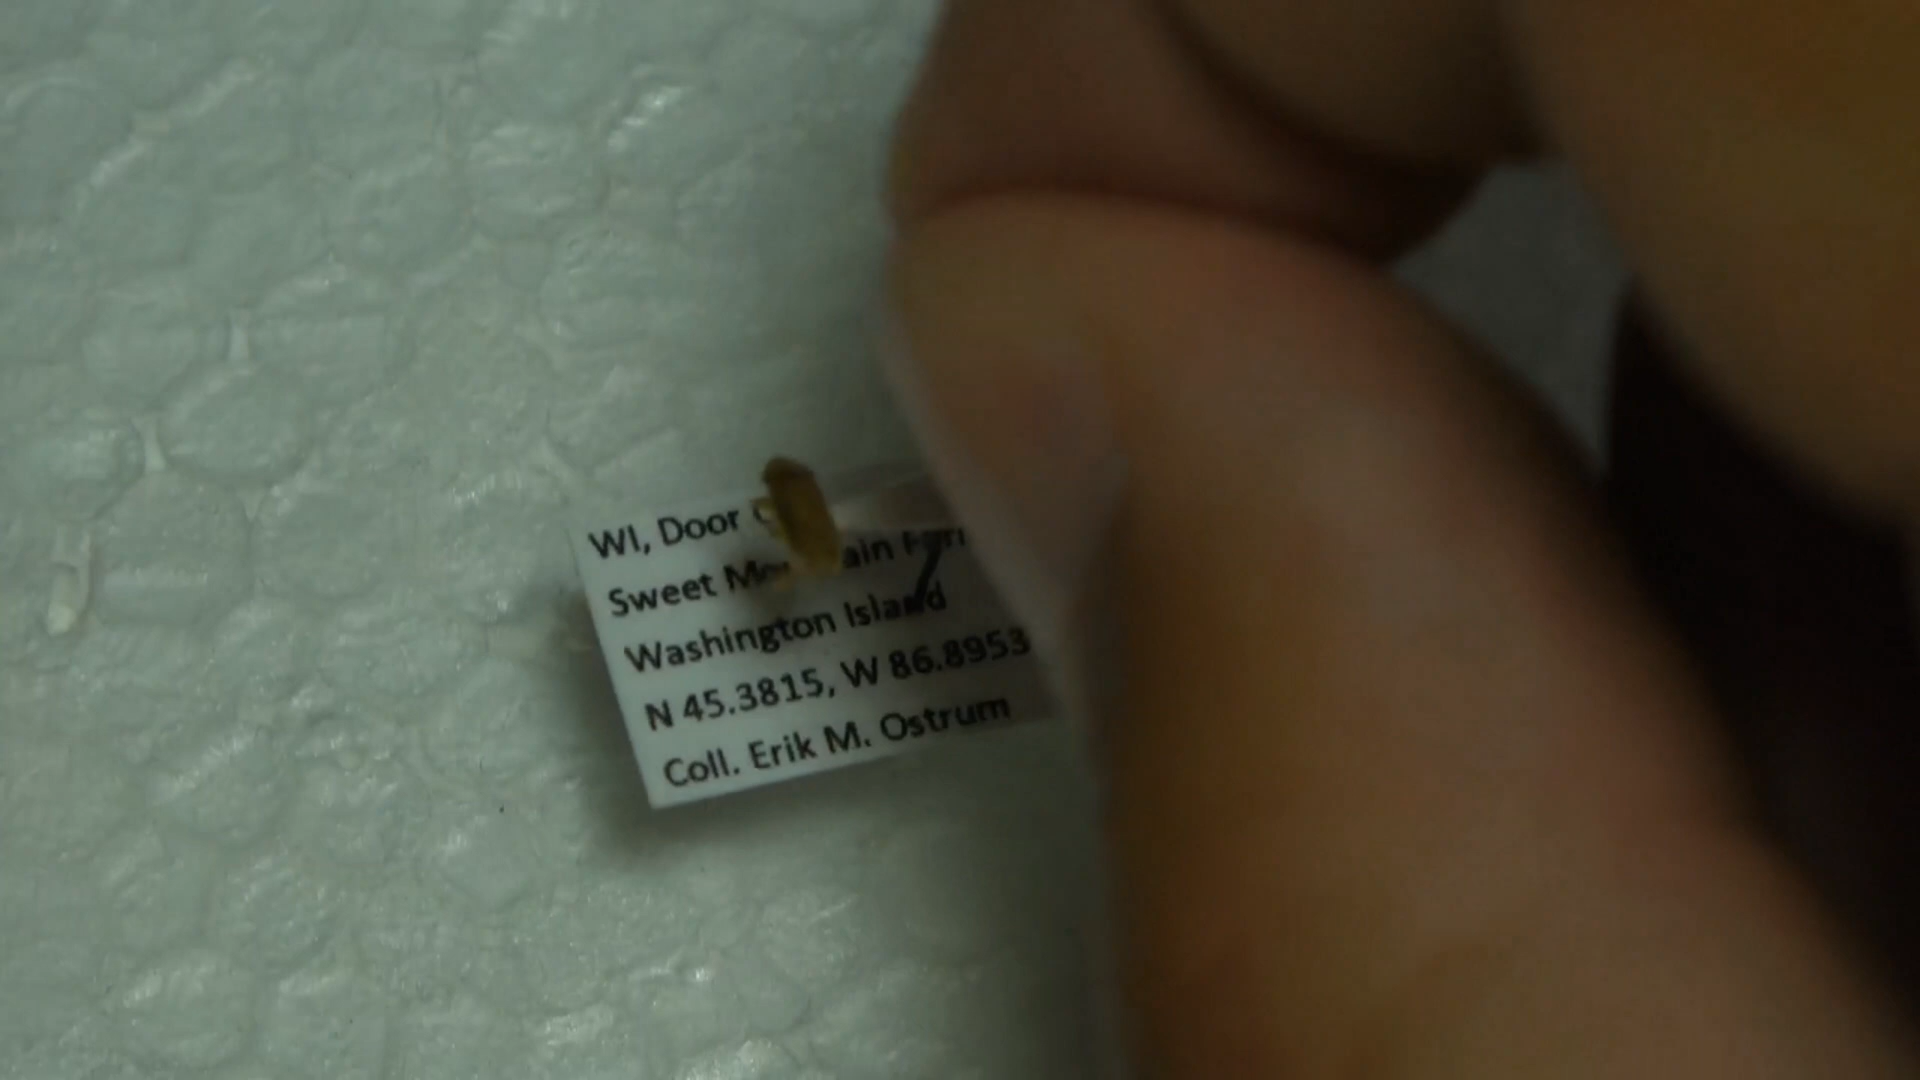 WI, Door
Sweet
Washington Island
N 45.3815, W 86.8953
Coll. Erik M. Ostrum